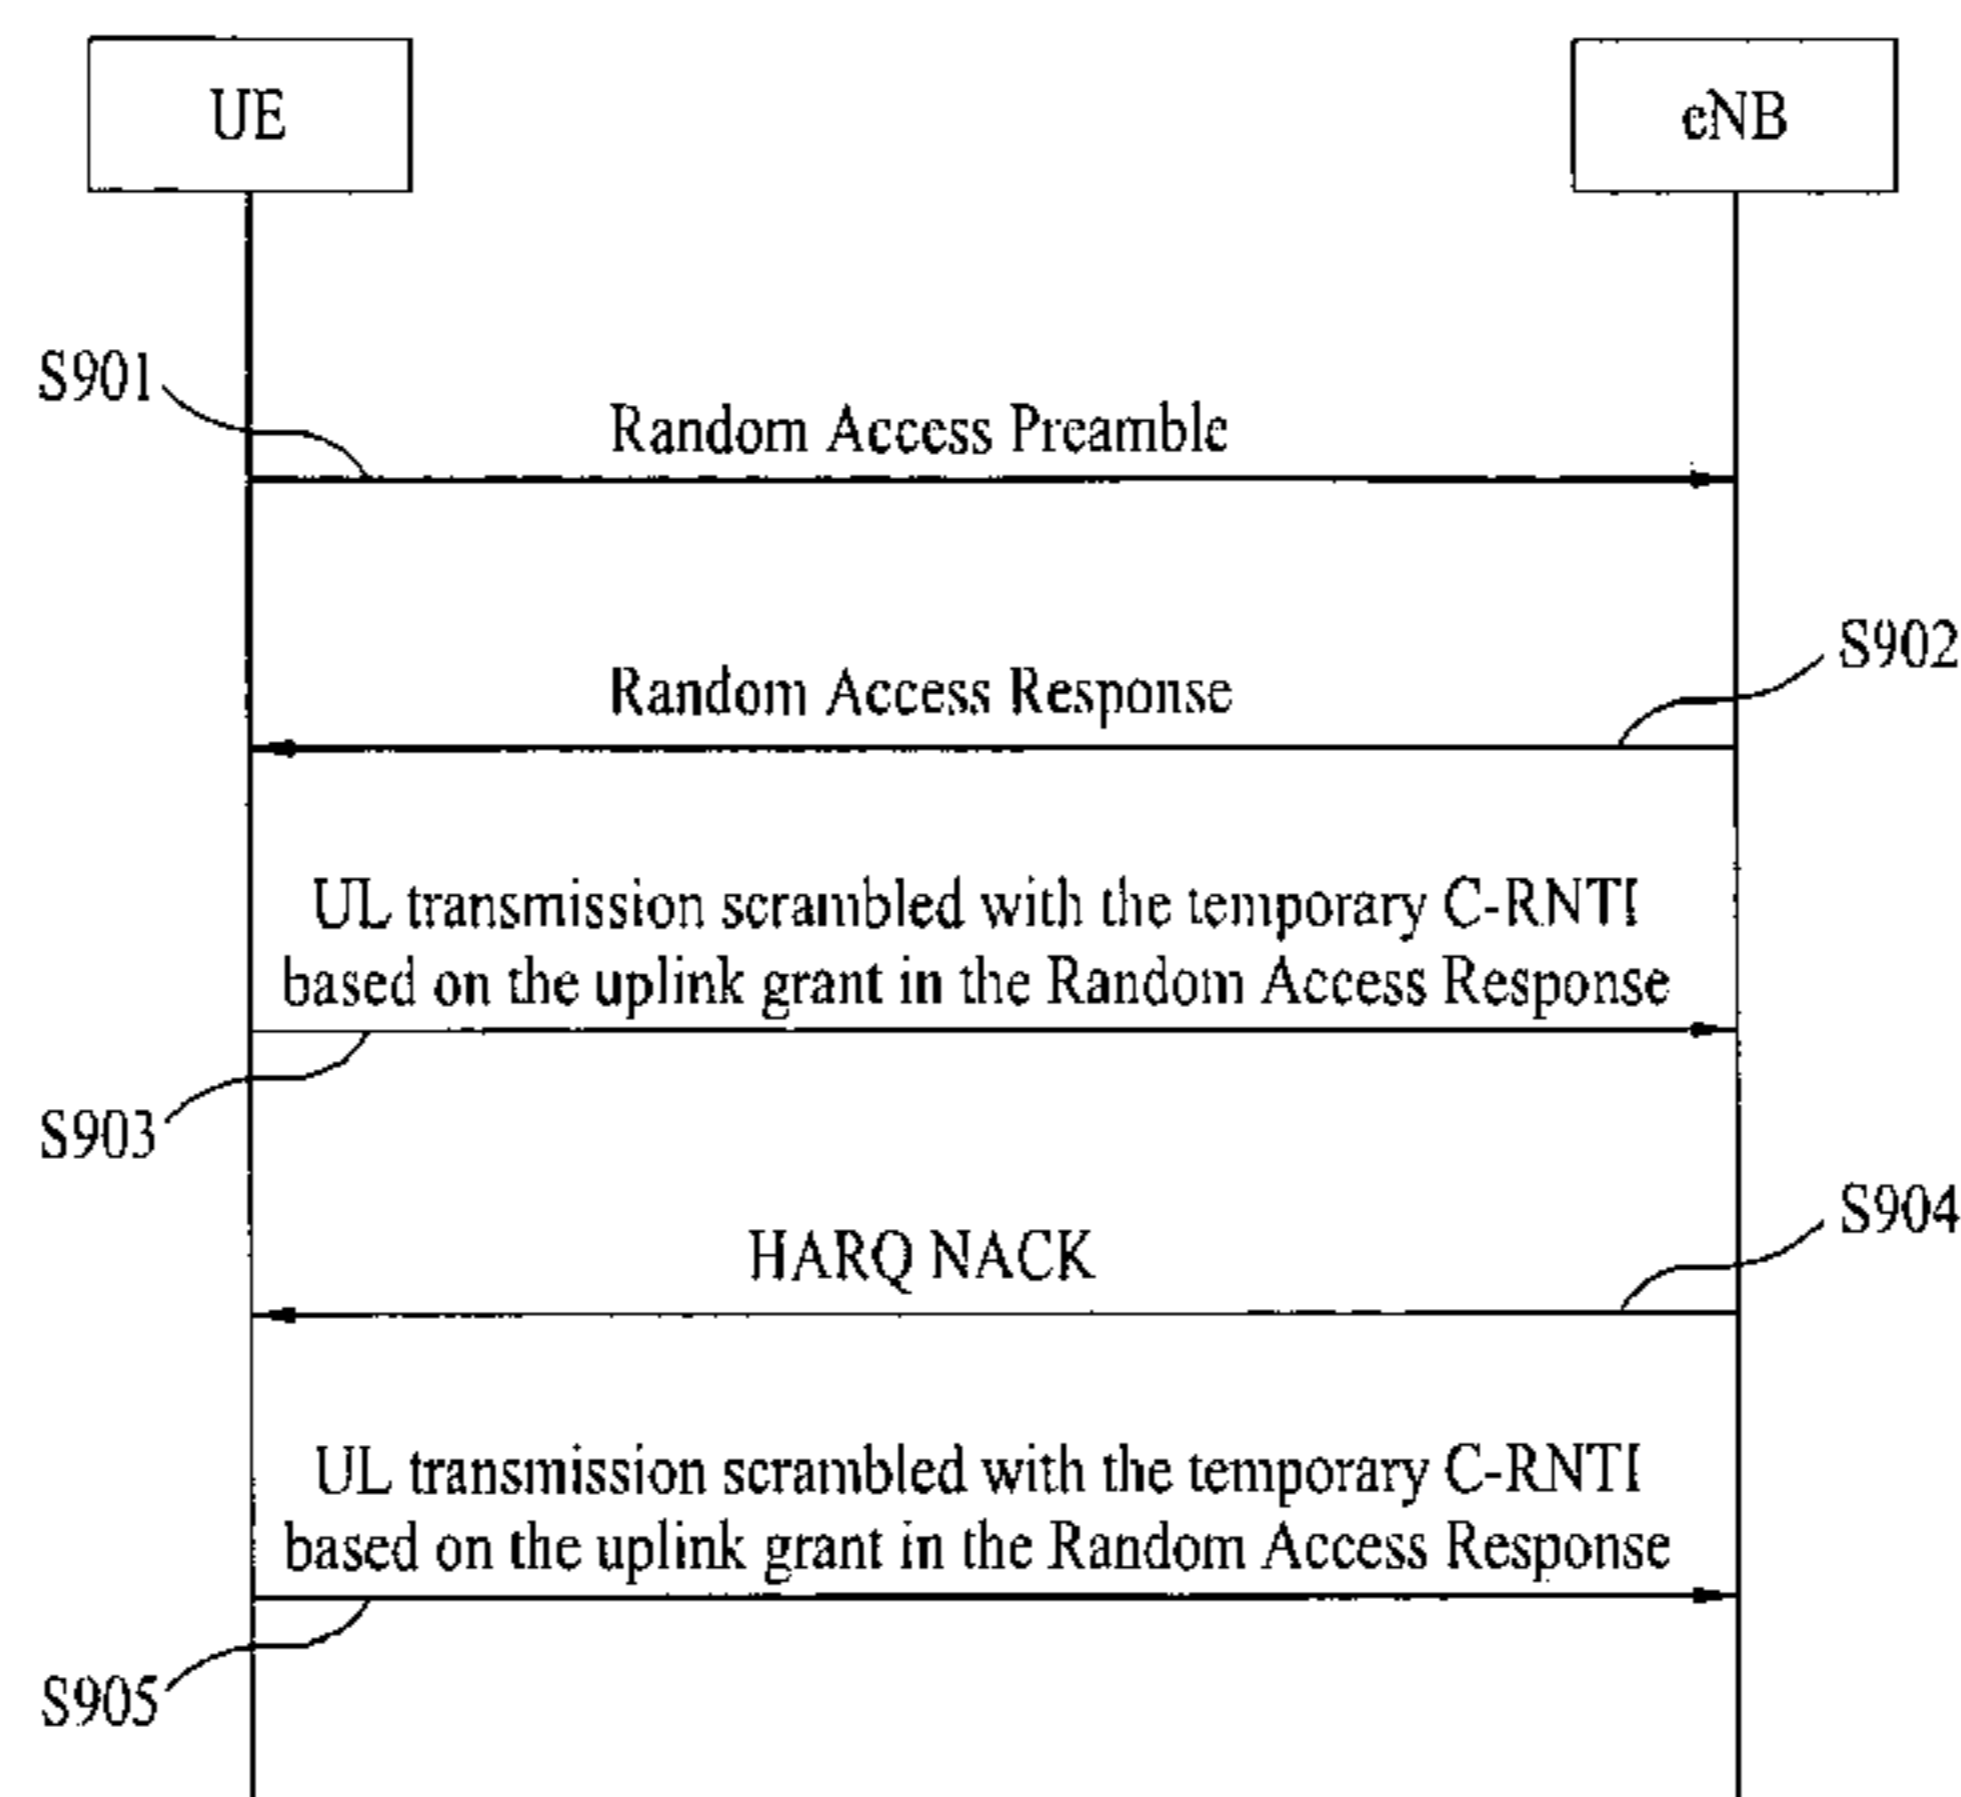 UE
eNB
S901
Random Access Preamble
S902
Random Access Response
UL transmission scrambled with the temporary C-RNTI
based on the uplink grant in the Random Access Response
S903
S904
HARQ NACK
UL transmission scrambled with the temporary C-RNTI
based on the uplink grant in the Random Access Response
S905